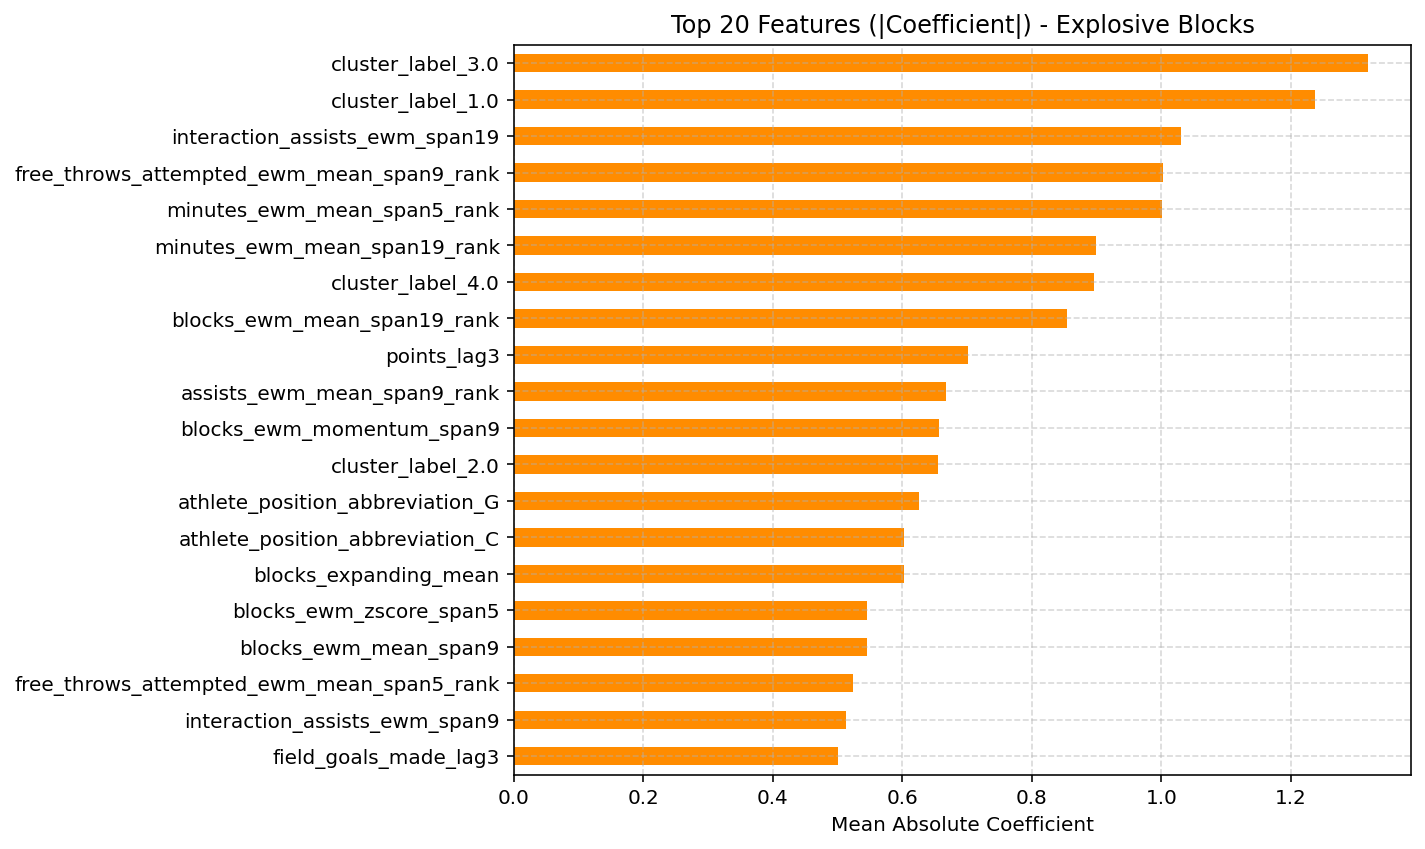 Top 20 Features (|Coefficient|) - Explosive Blocks
cluster_label_3.0
cluster_label_1.0
interaction_assists_ewm_span19
free_throws_attempted_ewm_mean_span9_rank
minutes_ewm_mean_span5_rank
minutes_ewm_mean_span19_rank
cluster_label_4.0
blocks_ewm_mean_span19_rank
points_lag3
assists_ewm_mean_span9_rank
blocks_ewm_momentum_span9
cluster_label_2.0
athlete_position_abbreviation_G
athlete_position_abbreviation_C
blocks_expanding_mean
blocks_ewm_zscore_span5
blocks_ewm_mean_span9
free_throws_attempted_ewm_mean_span5_rank
interaction_assists_ewm_span9
field_goals_made_lag3
0.0 0.2 0.4 0.6 0.8 1.0 1.2
Mean Absolute Coefficient